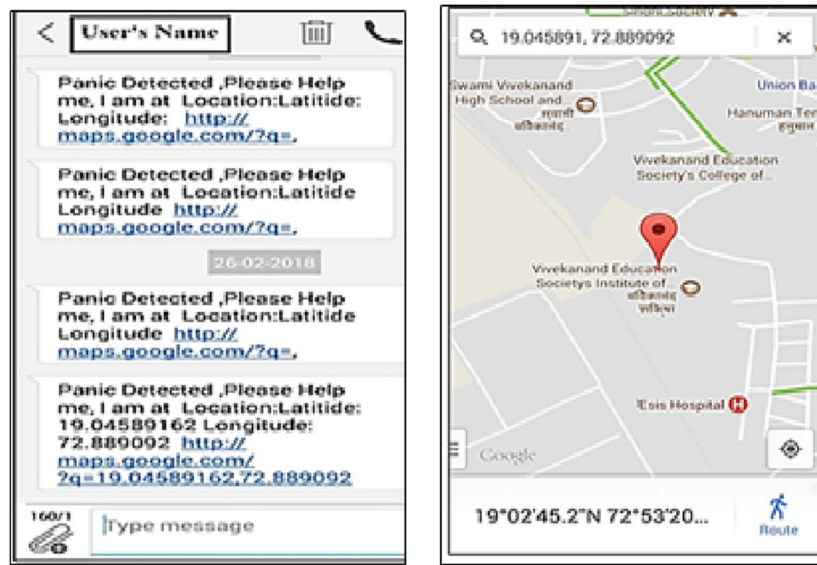 User's Name
Panic Detected ,Please Help
me, I am at Location:Latitide:
Longitude: http://
maps.google.com/?q=,
Panic Detected ,Please Help
me, I am at Location:Latitide
Longitude http://
maps.google.com/?q=,
26-02-2018
Panic Detected ,Please Help
me, I am at Location:Latitide
Longitude http://
maps.google.com/?q=,
Panic Detected ,Please Help
me, I am at Location:Latitide:
19.04589162 Longitude:
72.889092 http://
maps.google.com/
?q=19.04589162,72.889092
160/1
Type message
19.045891, 72.889092
Swami Vivekanand
High School and...
स्वामी
Union Ba
Hanuman Ten
हनुमान
Vivekanand Education
Society's College of...
Vivekanand Education
Societys Institute of...
Esis Hospital
H
Google
19°02'45.2"N 72°53'20...
Route